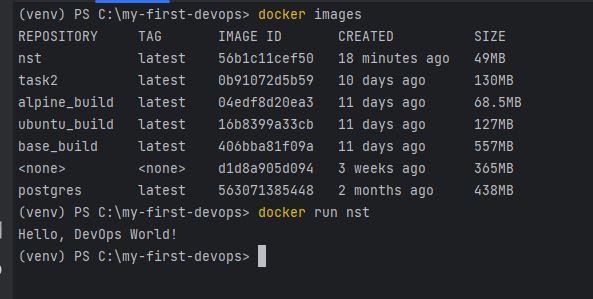 (venv) PS C:\my-first-devops> docker images
REPOSITORY TAG IMAGE ID CREATED SIZE
nst latest 56b1c11cef50 18 minutes ago 49MB
task2 latest 0b91072d5b59 10 days ago 130MB
alpine_build latest 04edf8d20ea3 11 days ago 68.5MB
ubuntu_build latest 16b8399a33cb 11 days ago 127MB
base_build latest 406bba81f09a 11 days ago 557MB
<none> <none> d1d8a905d094 3 weeks ago 365MB
postgres latest 563071385448 2 months ago 438MB
(venv) PS C:\my-first-devops> docker run nst
Hello, DevOps World!
(venv) PS C:\my-first-devops>